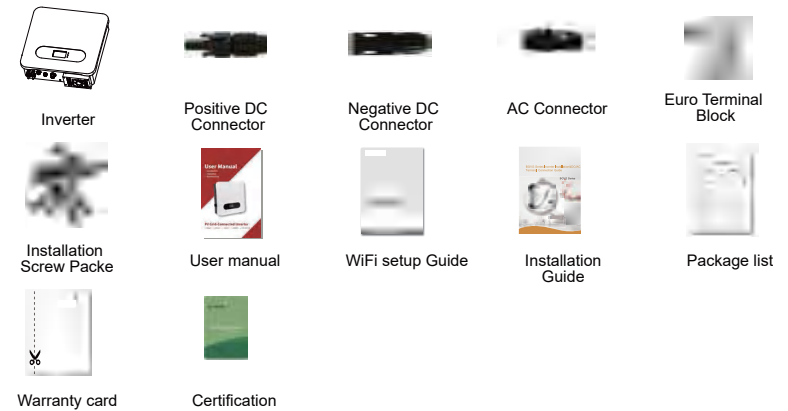 Inverter
Positive DC
Connector
Negative DC
Connector
AC Connector
Euro Terminal
Block
Installation
Screw Packe
User Manual
User manual
WiFi setup Guide
Installation
Guide
Package list
Warranty card
Certification